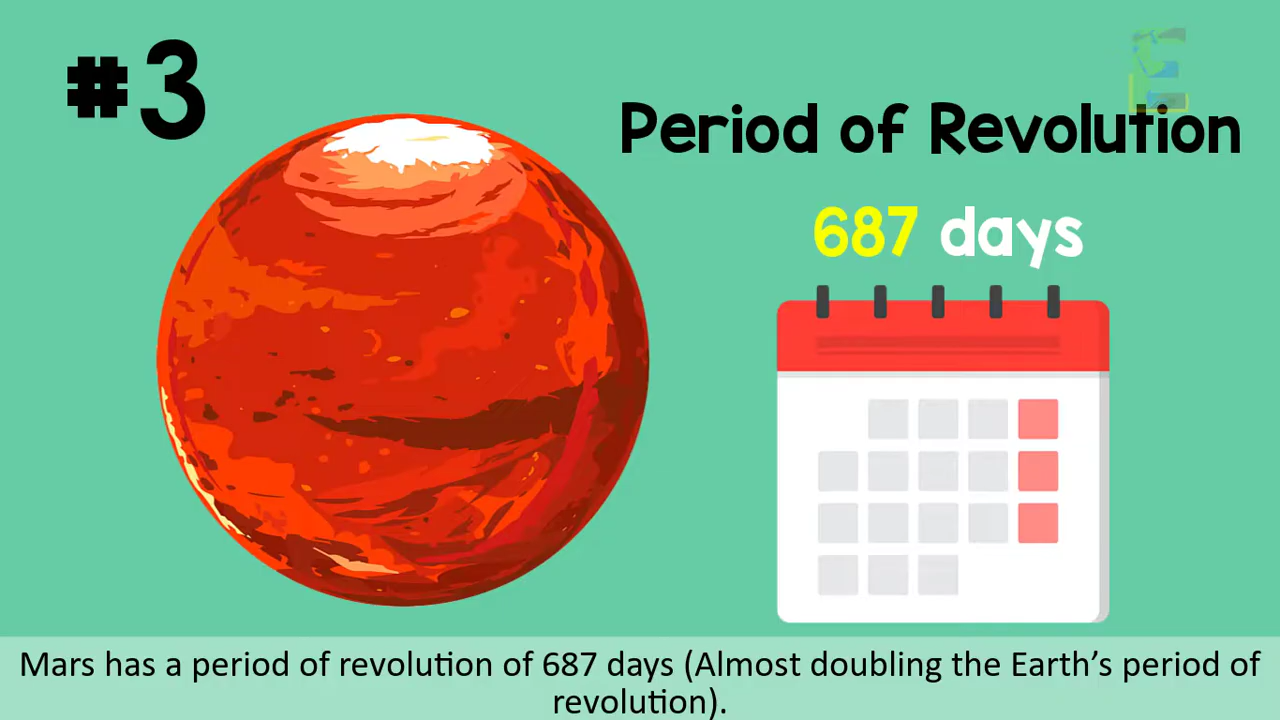 #3
Period of Revolution
687 days
Mars has a period of revolution of 687 days (Almost doubling the Earth’s period of
revolution).